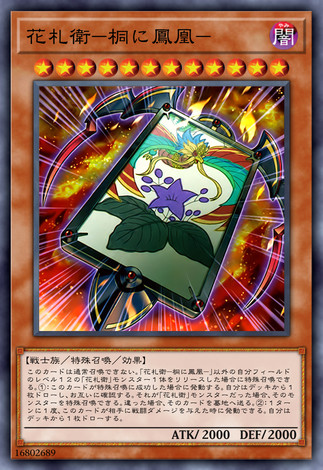 花札衛－桐に鳳凰－
やみ
闇
【戦士族／特殊召喚／効果】
このカードは通常召喚できない。「花札衛－桐に鳳凰－」以外の自分フィールド
のレベル１２の「花札衛」モンスター１体をリリースした場合に特殊召喚でき
る。①：このカードが特殊召喚に成功した場合に発動する。自分はデッキから１
枚ドローし、お互いに確認する。それが「花札衛」モンスターだった場合、そのモン
スターを特殊召喚できる。違った場合、そのカードを墓地へ送る。②：１ター
ンに１度、このカードが相手に戦闘ダメージを与えた時に発動できる。自分は
デッキから１枚ドローする。
ATK/ 2000 DEF/ 2000
16802689